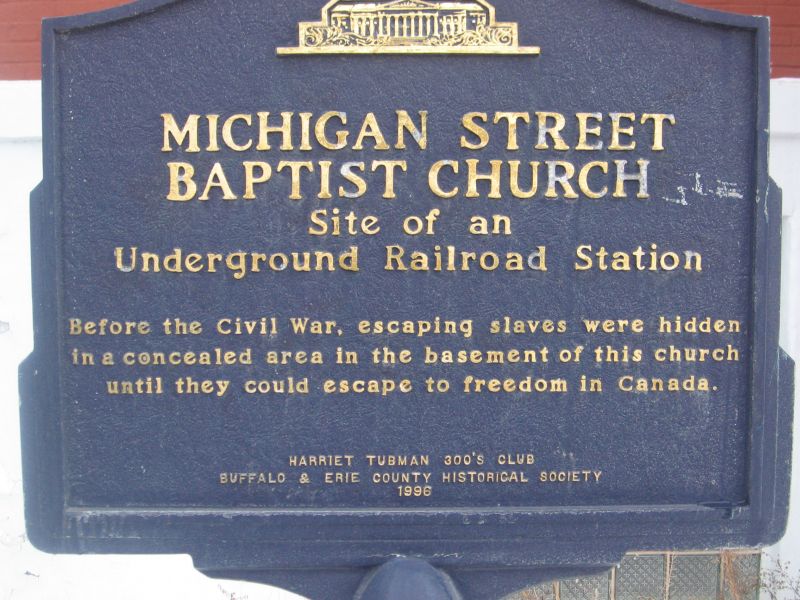 MICHIGAN STREET
BAPTIST CHURCH
Site of an
Underground Railroad Station
Before the Civil War, escaping slaves were hidden
in a concealed area in the basement of this church
until they could escape to freedom in Canada.
HARRIET TUBMAN 300'S CLUB
BUFFALO & ERIE COUNTY HISTORICAL SOCIETY
1996